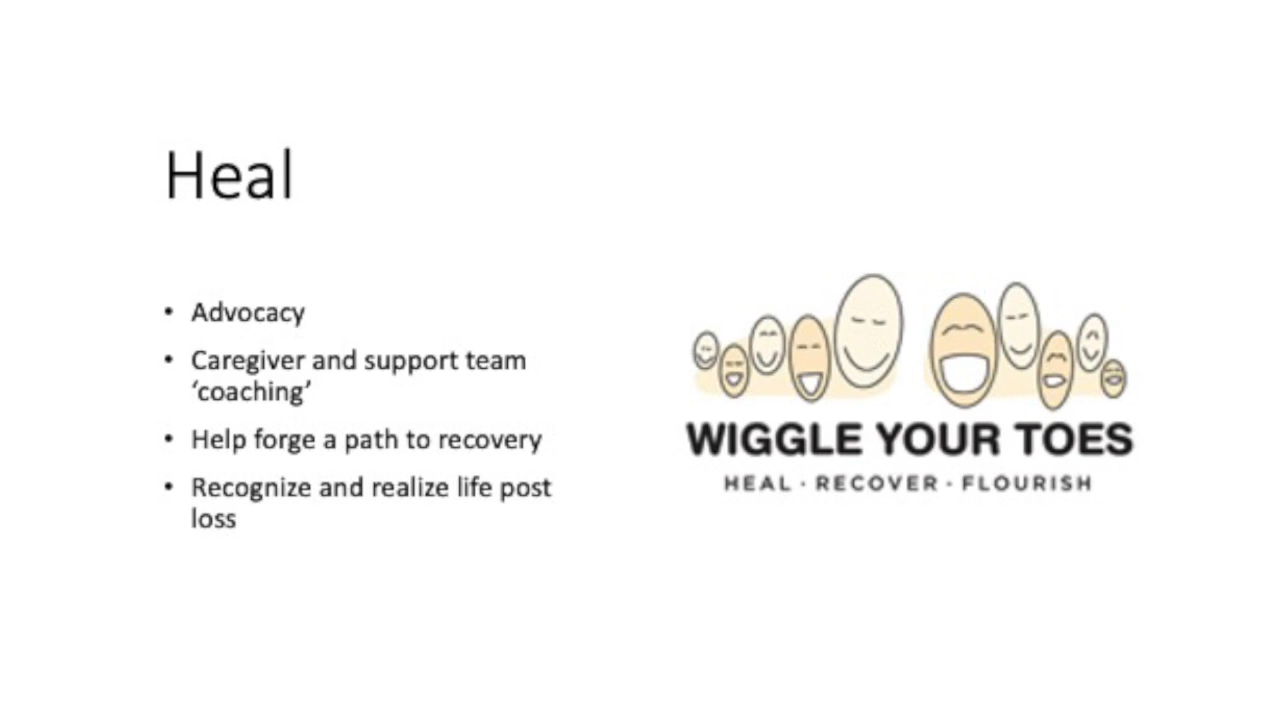 Heal
• Advocacy
• Caregiver and support team
‘coaching’
• Help forge a path to recovery
• Recognize and realize life post
loss
WIGGLE YOUR TOES
HEAL · RECOVER · FLOURISH